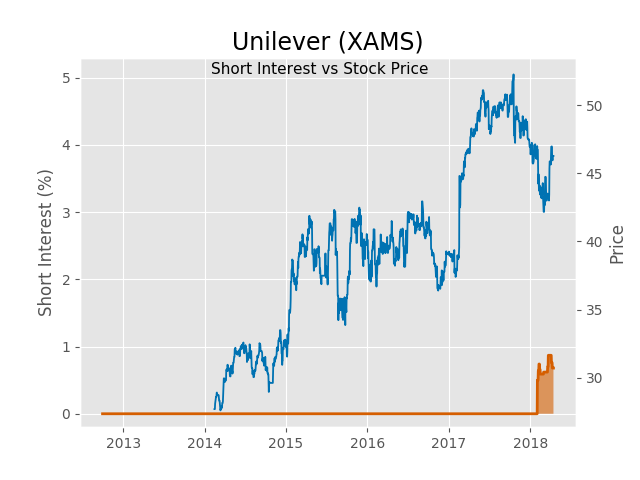 Unilever (XAMS)
Short Interest vs Stock Price
Short Interest (%)
5
4
3
2
1
0
50
45
40
35
30
Price
2013 2014 2015 2016 2017 2018